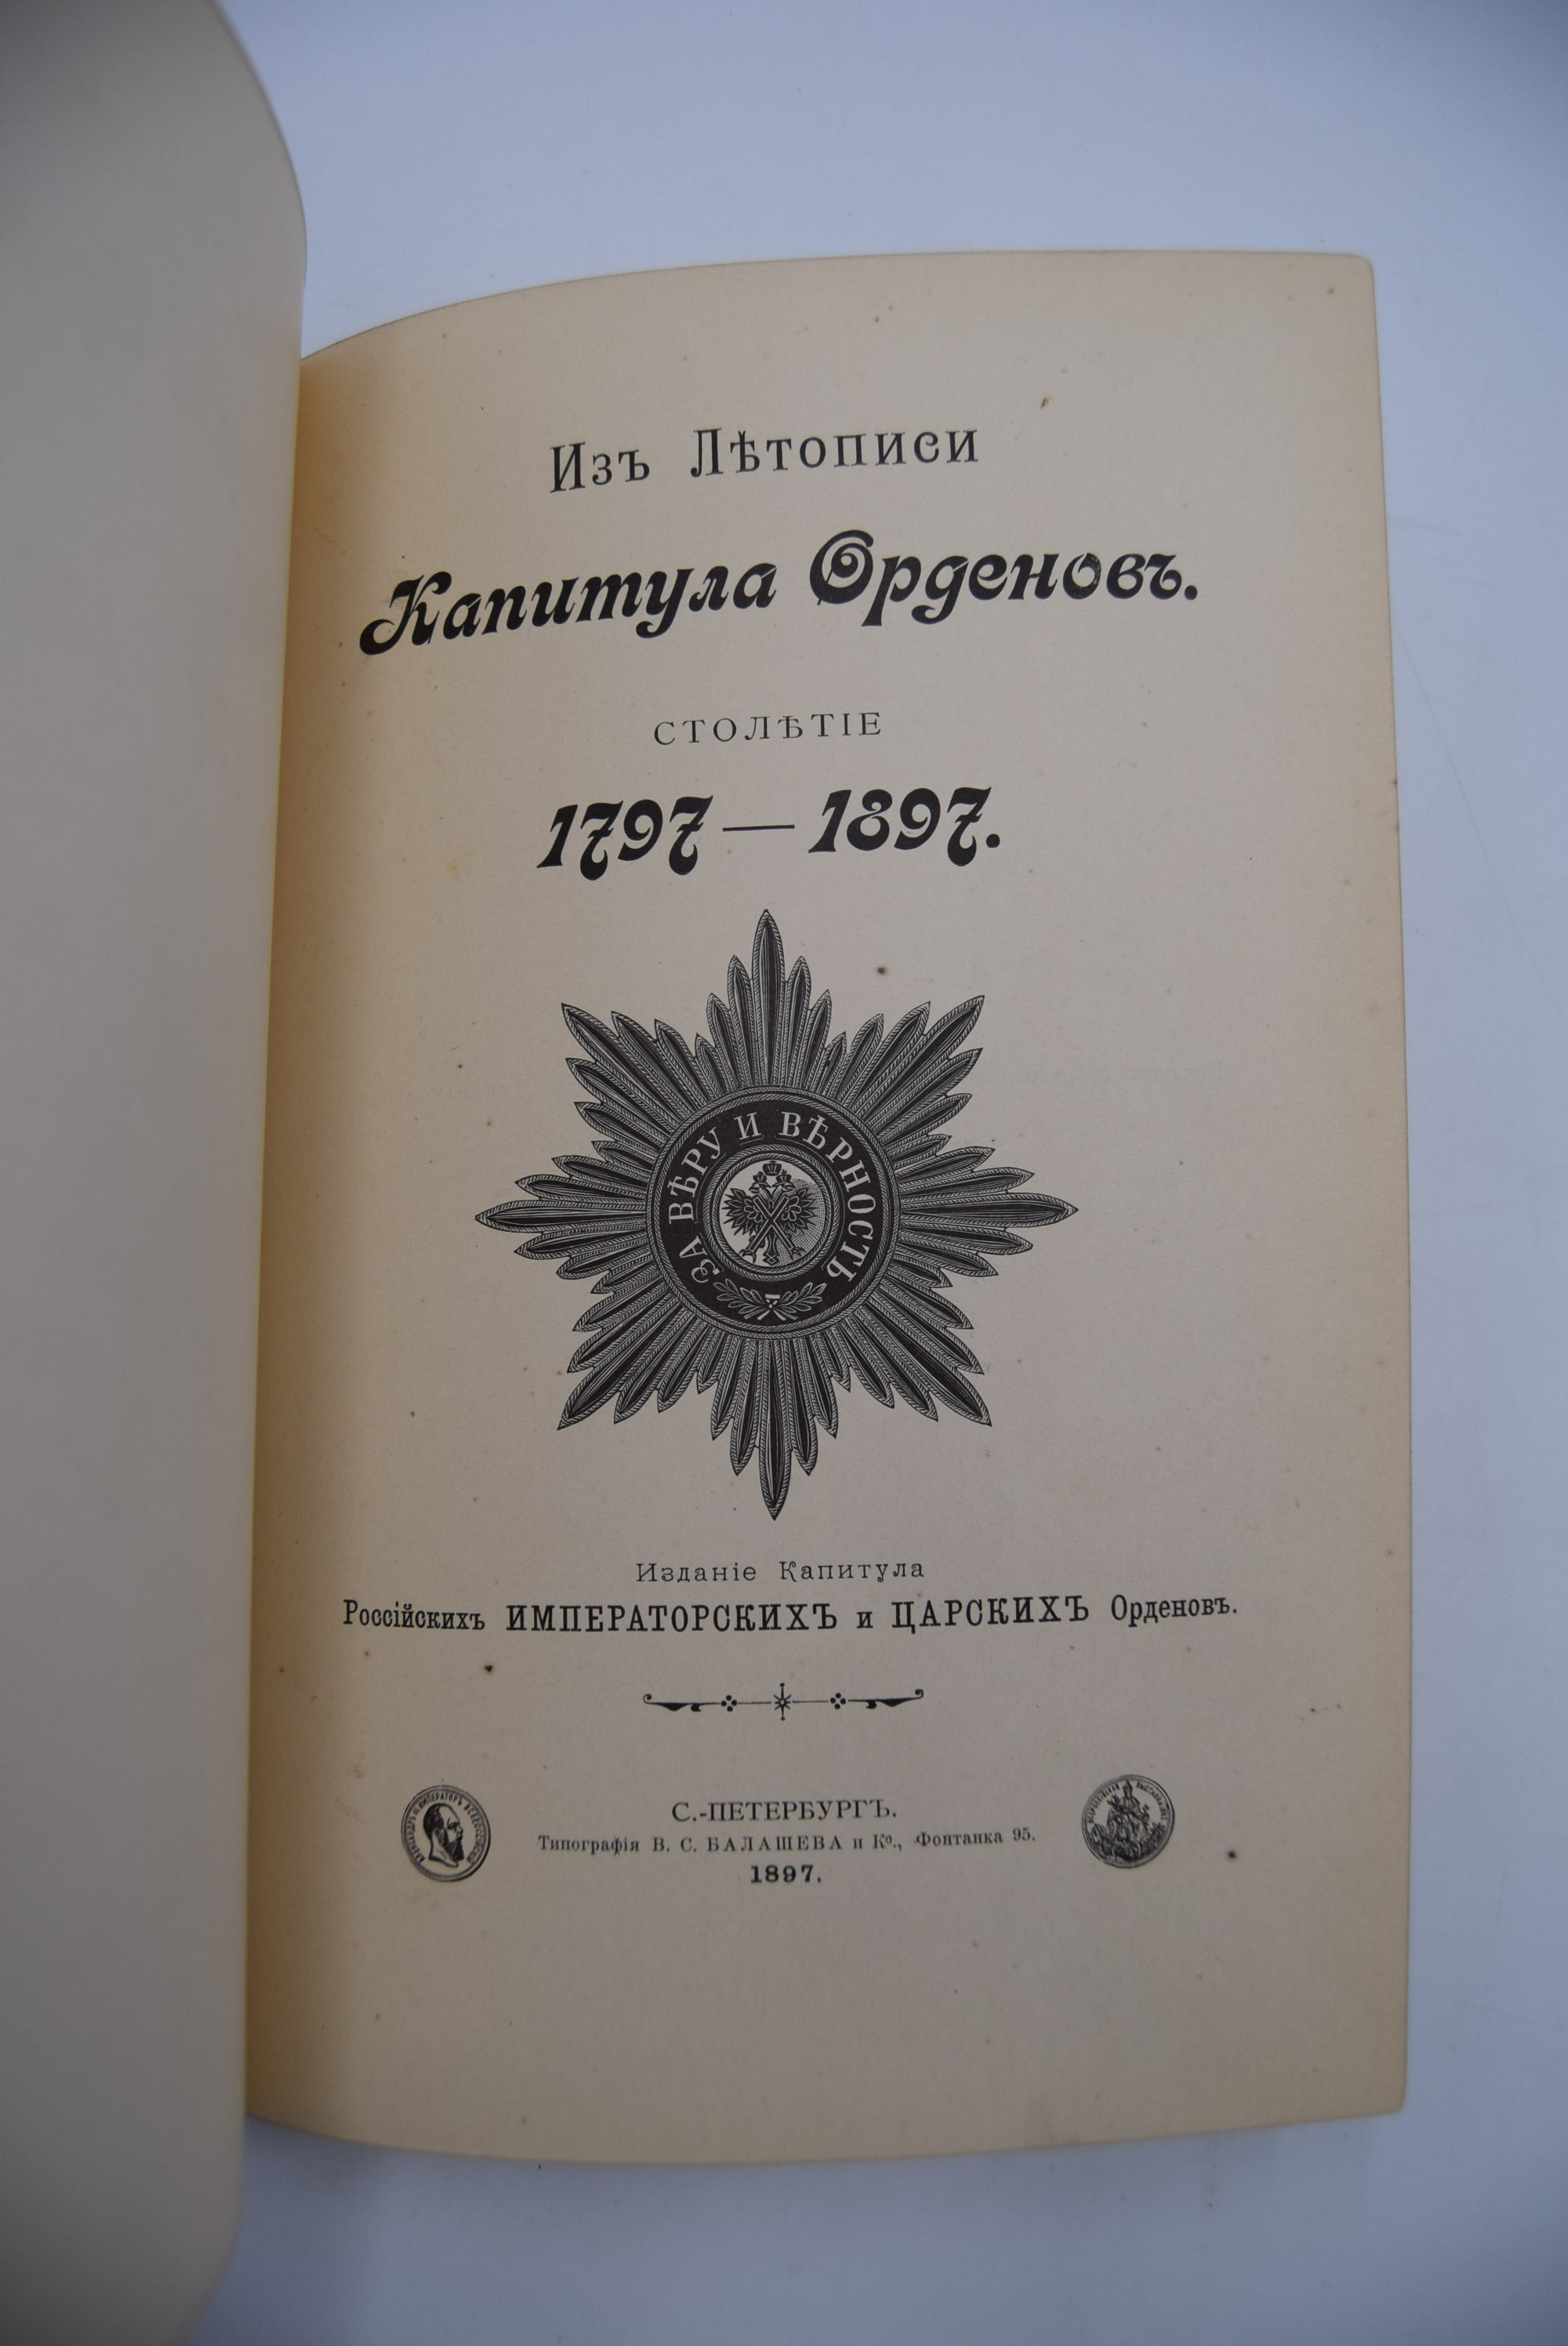 Изъ Лѣтописи
Капитула Орденовъ.
СТОЛѢТІЕ
1797 — 1897.
ЗА ВѢРУ И ВѢРНОСТЬ
Изданіе Капитула
Россійскихъ ИМПЕРАТОРСКИХЪ и ЦАРСКИХЪ Орденовъ.
С.-ПЕТЕРБУРГЪ.
Типографія В. С. БАЛАШЕВА и Ко., Фонтанка 95.
1897.